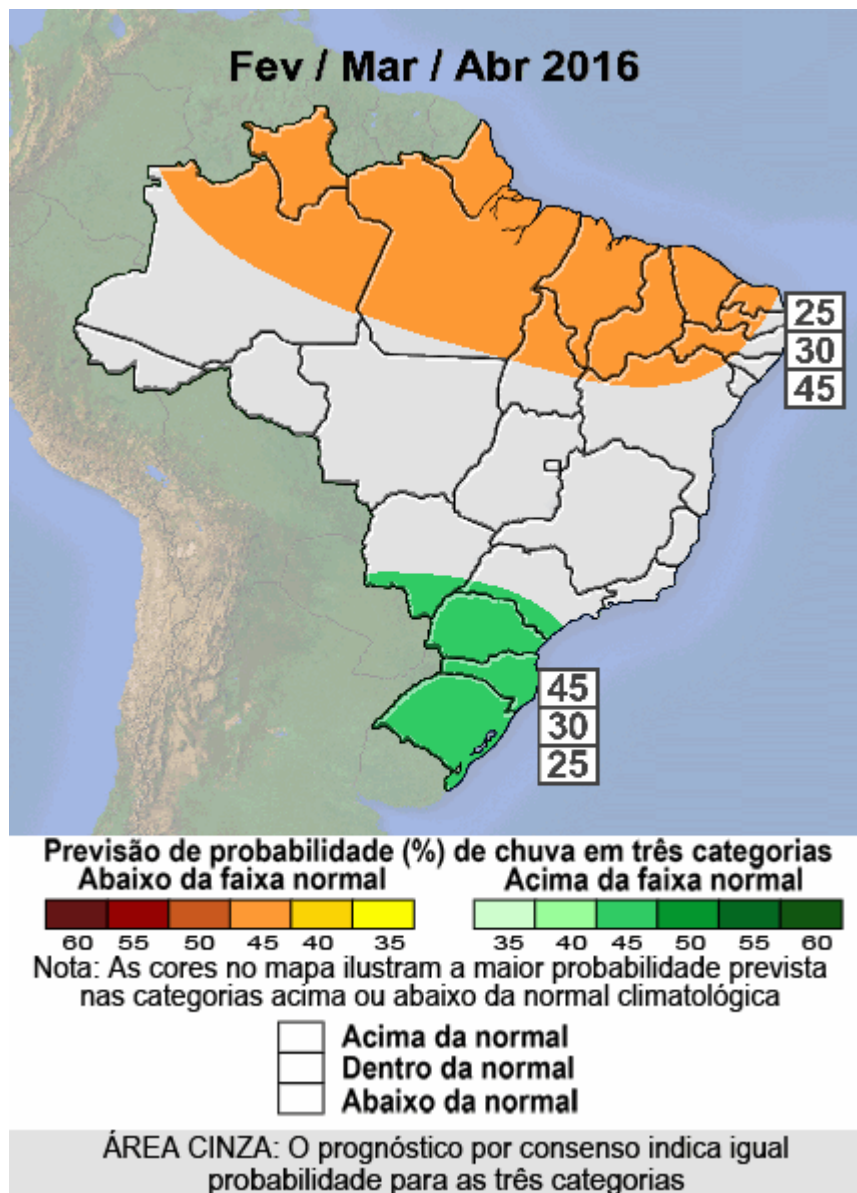 Fev / Mar / Abr 2016
25
30
45
45
30
25
Previsão de probabilidade (%) de chuva em três categorias
Abaixo da faixa normal Acima da faixa normal
60 55 50 45 40 35 35 40 45 50 55 60
Nota: As cores no mapa ilustram a maior probabilidade prevista
nas categorias acima ou abaixo da normal climatológica
Acima da normal
Dentro da normal
Abaixo da normal
ÁREA CINZA: O prognóstico por consenso indica igual
probabilidade para as três categorias